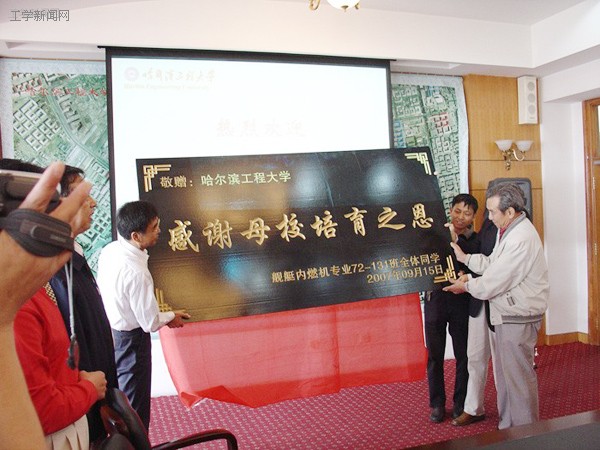 工学新闻网
哈尔滨工程大学
敬赠：哈尔滨工程大学
感谢母校培育之恩
舰艇内燃机专业72-131班全体同学
2007年09月15日